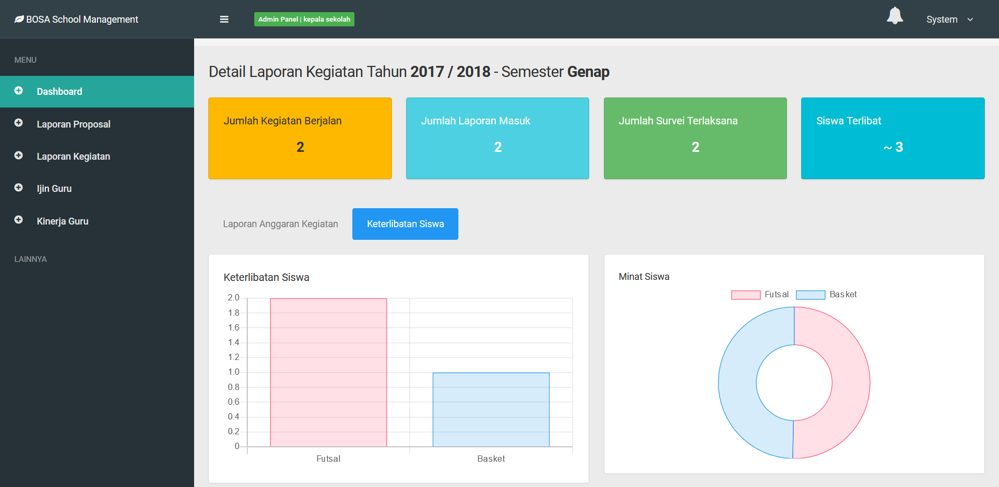 BOSA School Management
Admin Panel | kepala sekolah
System
MENU
Dashboard
Laporan Proposal
Laporan Kegiatan
Ijin Guru
Kinerja Guru
LAINNYA
Detail Laporan Kegiatan Tahun 2017 / 2018 - Semester Genap
Jumlah Kegiatan Berjalan
2
Jumlah Laporan Masuk
2
Jumlah Survei Terlaksana
2
Siswa Terlibat
~ 3
Laporan Anggaran Kegiatan
Keterlibatan Siswa
Keterlibatan Siswa
2.0
1.8
1.6
1.4
1.2
1.0
0.8
0.6
0.4
0.2
0
Futsal
Basket
Minat Siswa
Futsal
Basket